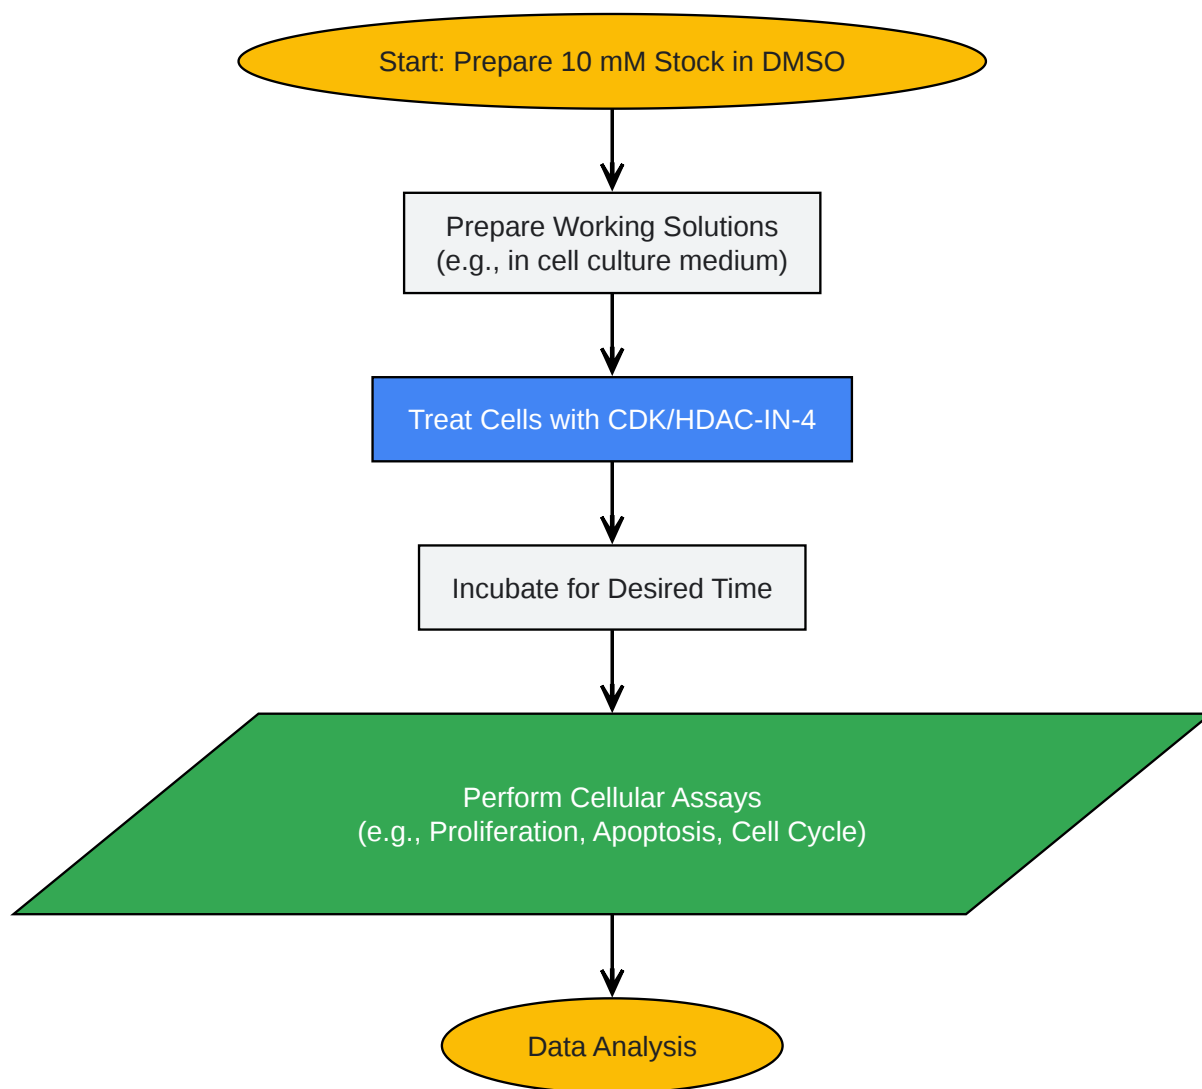 Start: Prepare 10 mM Stock in DMSO
Prepare Working Solutions
(e.g., in cell culture medium)
Treat Cells with CDK/HDAC-IN-4
Incubate for Desired Time
Perform Cellular Assays
(e.g., Proliferation, Apoptosis, Cell Cycle)
Data Analysis